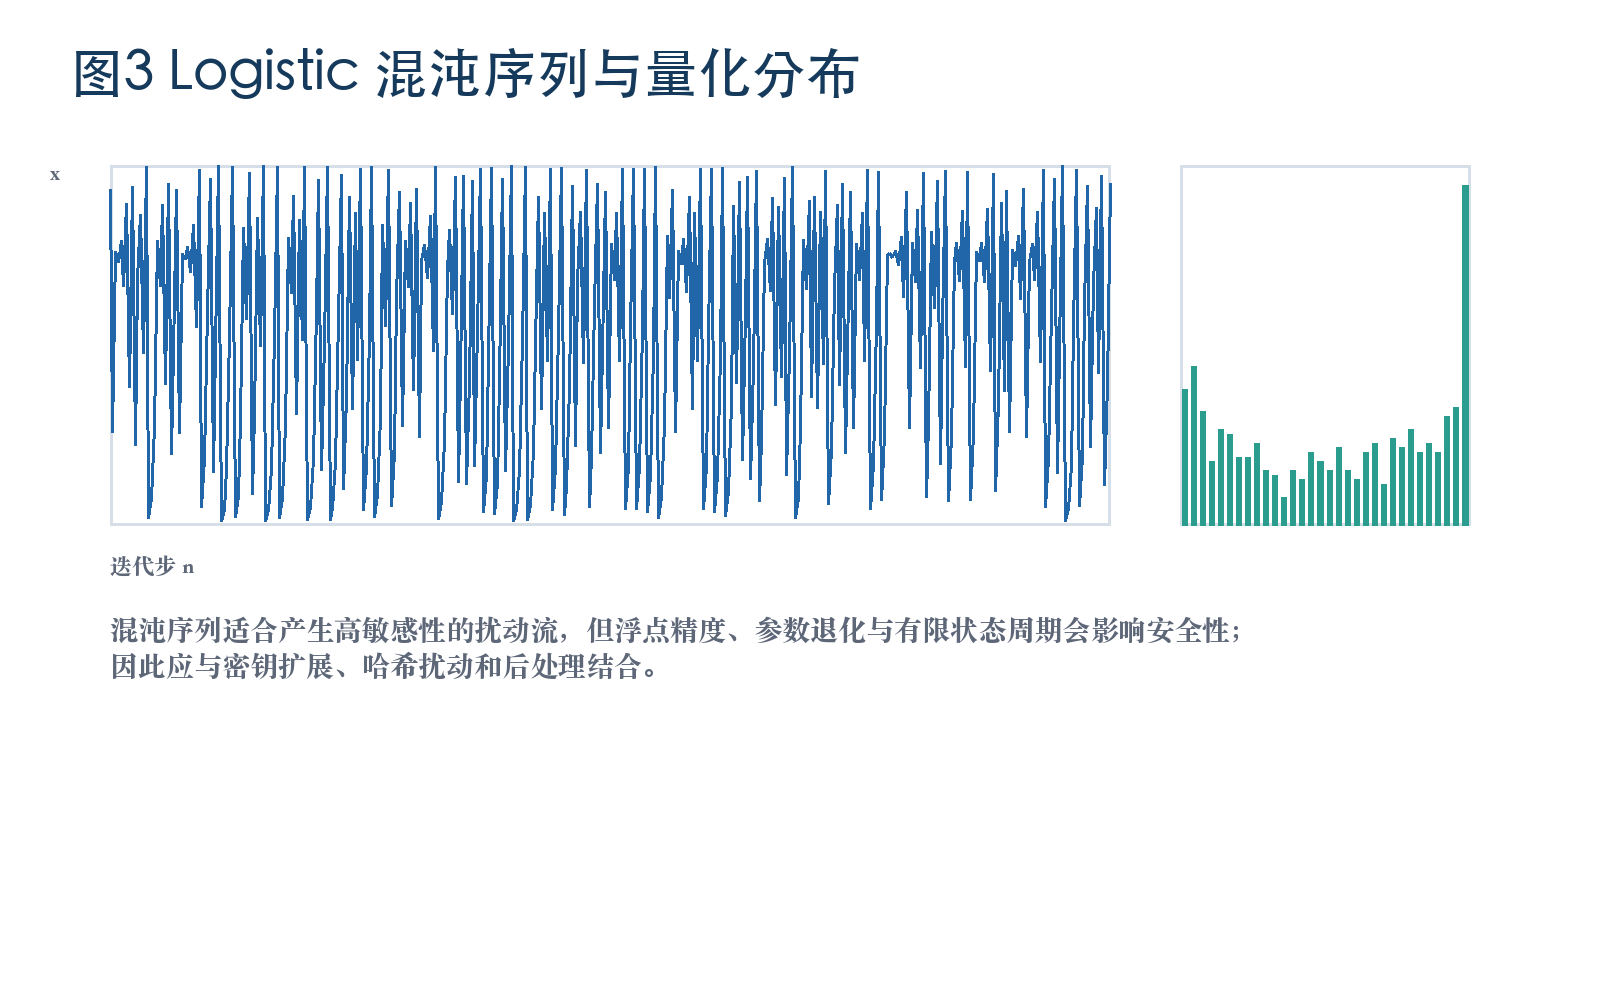 图3 Logistic 混沌序列与量化分布
x
迭代步 n
混沌序列适合产生高敏感性的扰动流，但浮点精度、参数退化与有限状态周期会影响安全性；
因此应与密钥扩展、哈希扰动和后处理结合。